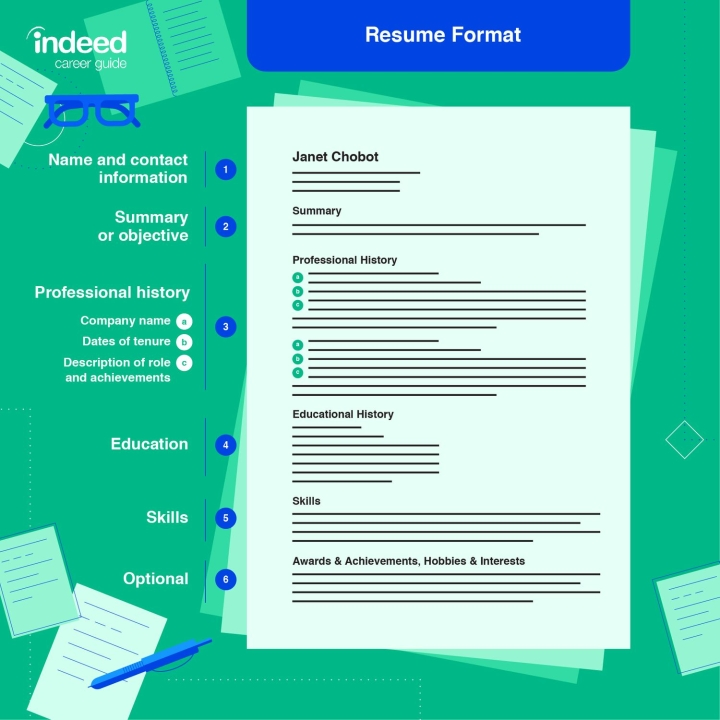 indeed
career guide
Resume Format
Name and contact
information
1
Summary
or objective
2
Professional history
Company name a
Dates of tenure b
Description of role c
and achievements
3
Education
4
Skills
5
Optional
6
Janet Chobot
Summary
Professional History
a
b
c
a
b
c
Educational History
Skills
Awards & Achievements, Hobbies & Interests